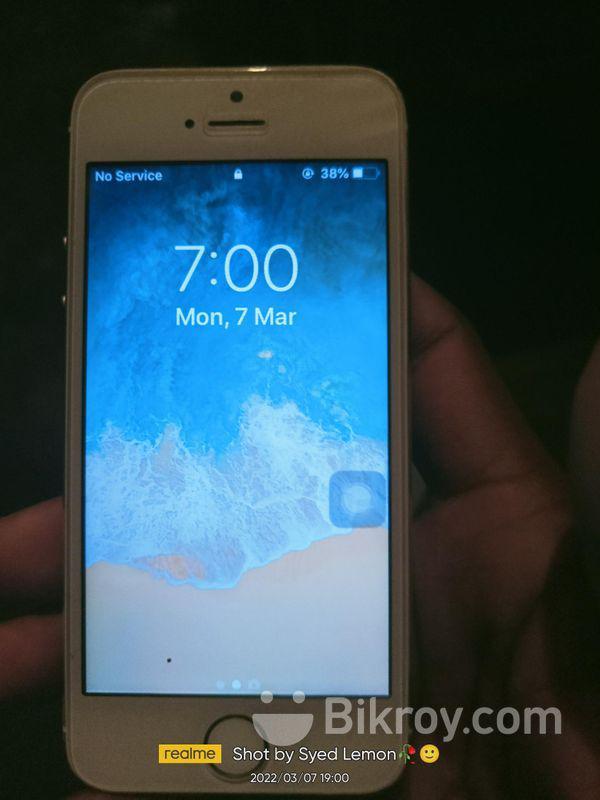 No Service 38%
7:00
Mon, 7 Mar
Bikroy.com
realme Shot by Syed Lemon🥀🙂
2022/03/07 19:00